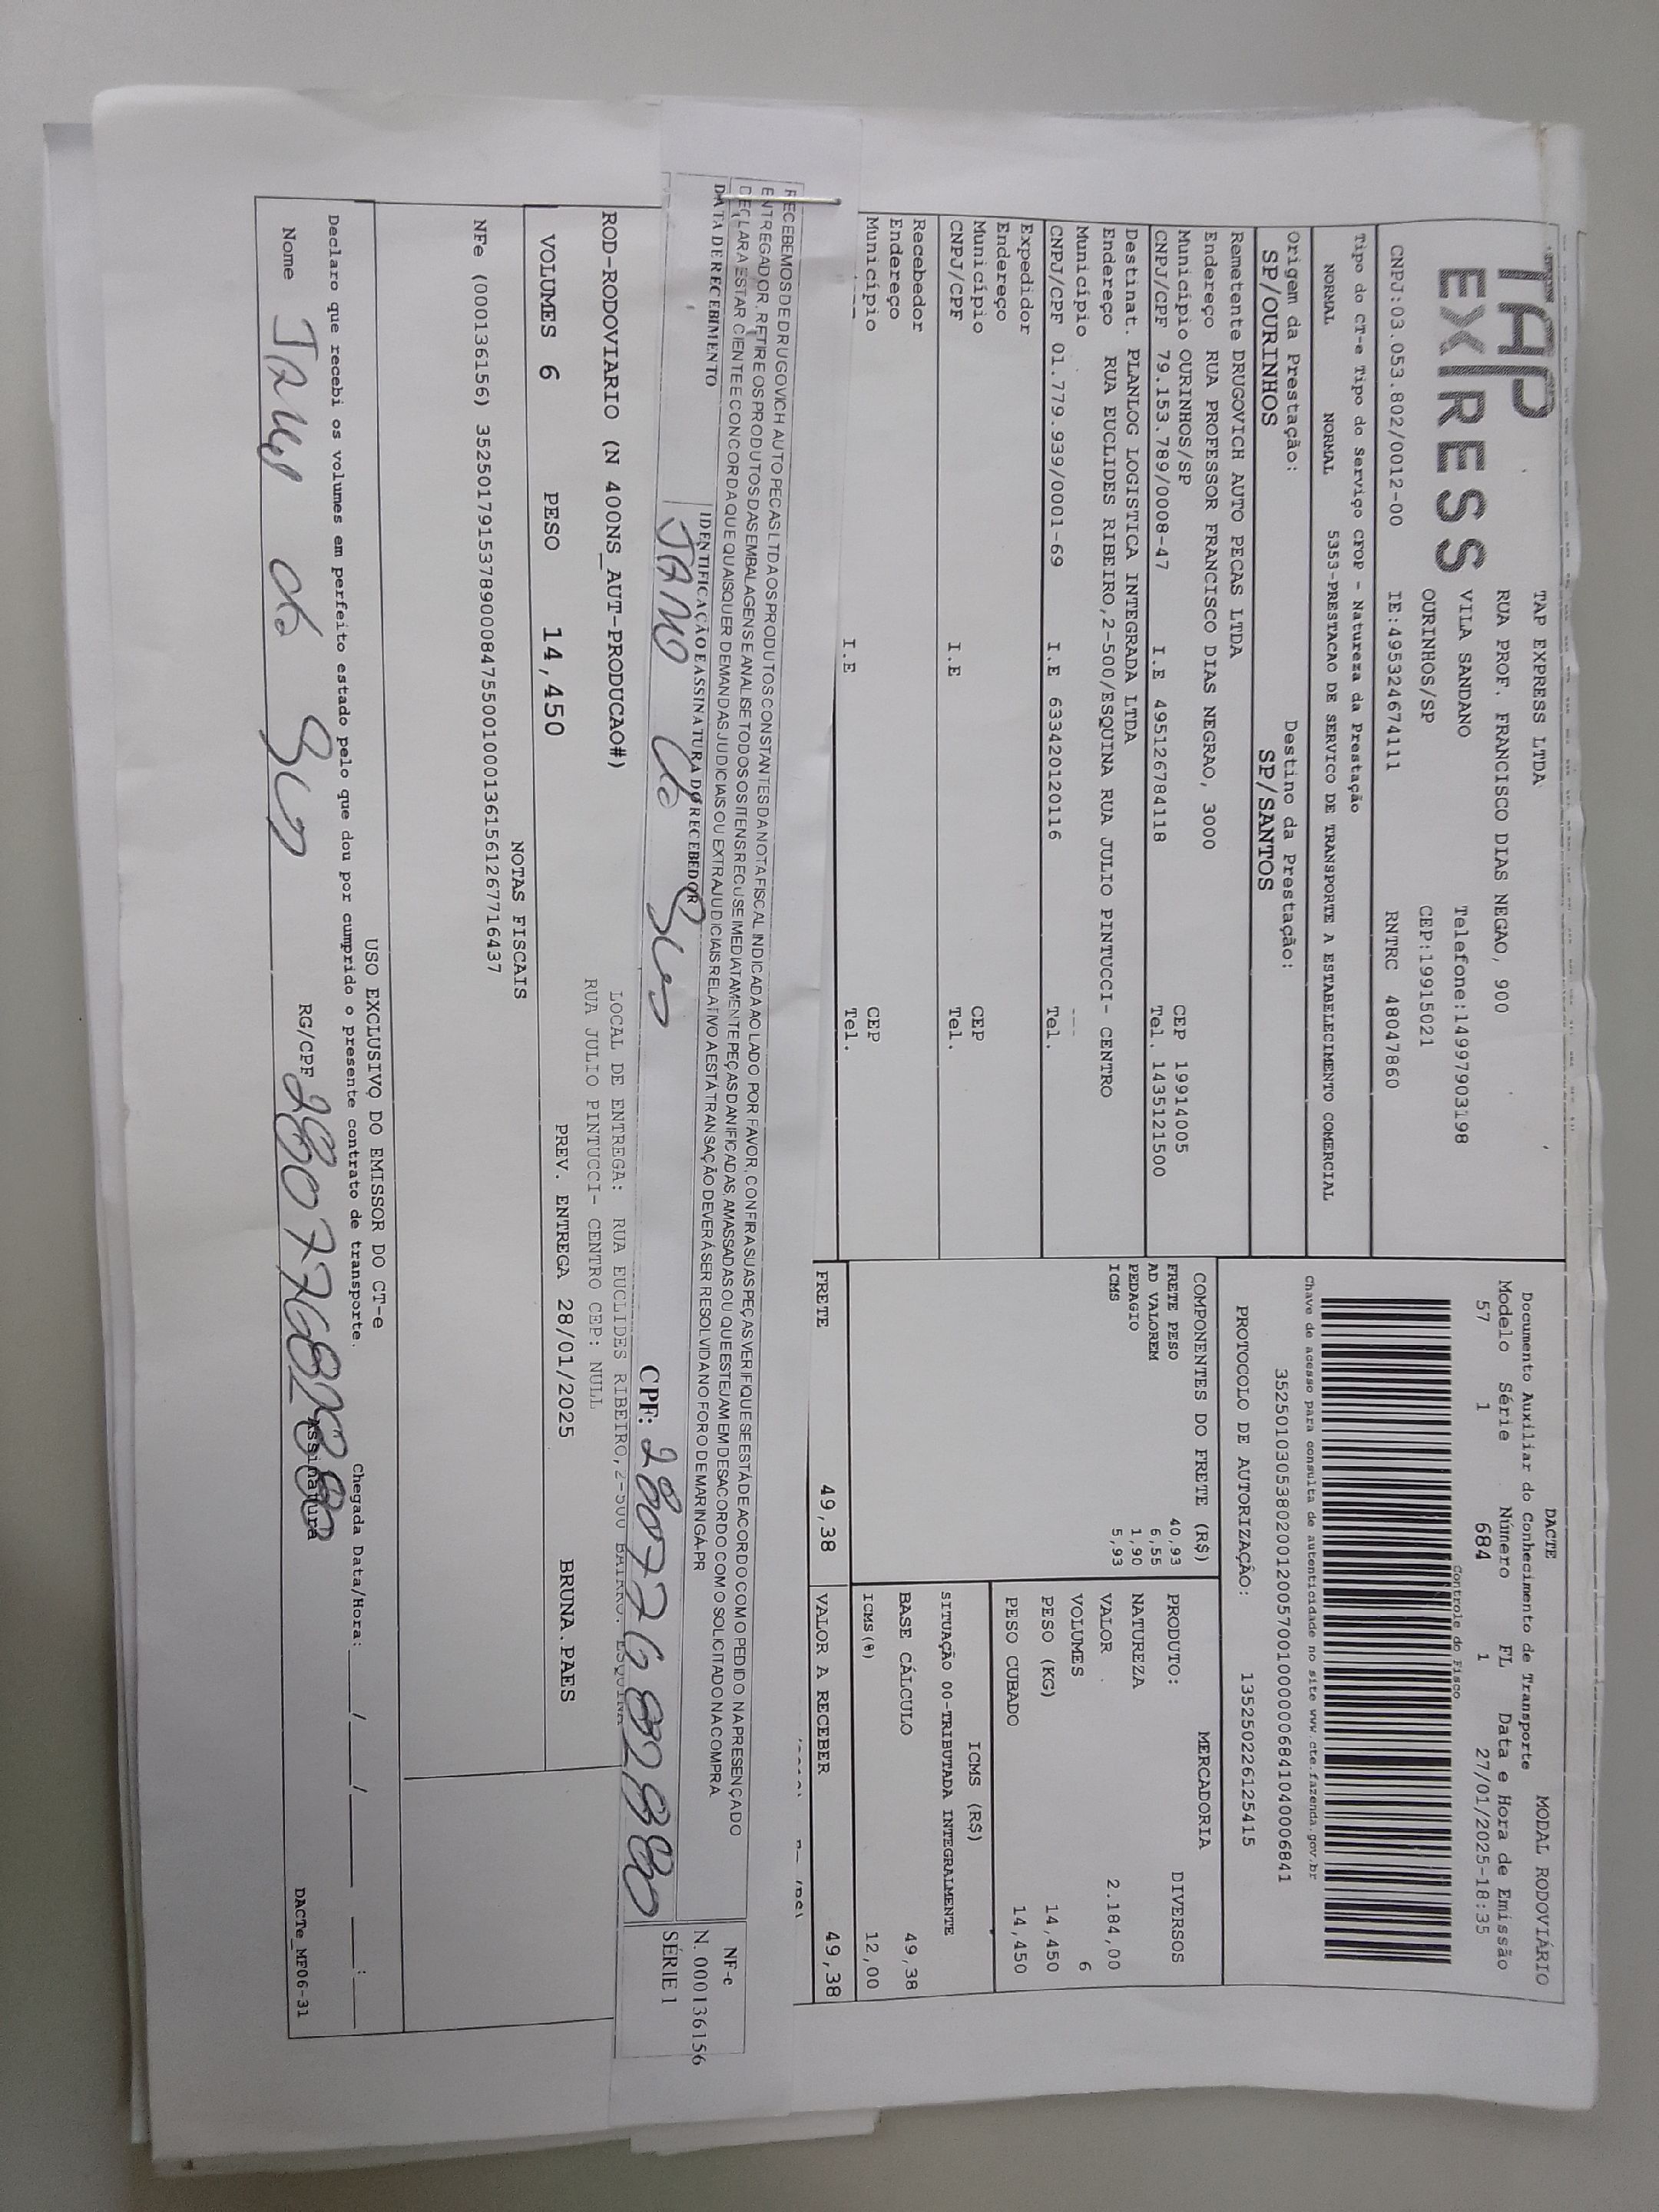 TAP
EXPRESS
TAP EXPRESS LTDA
RUA PROF. FRANCISCO DIAS NEGAO, 900
VILA SANDANO Telefone:14997903198
OURINHOS/SP CEP:19915021
CNPJ:03.053.802/0012-00 IE:495324674111 RNTRC 48047860
DACTE MODAL RODOVIÁRIO
Documento Auxiliar do Conhecimento de Transporte
Modelo Série Número FL Data e Hora de Emissão
57 1 684 1 27/01/2025-18:35
Controle do Fisco
Chave de acesso para consulta de autenticidade no site www.cte.fazenda.gov.br
35250103053802001200570010000006841040006841
PROTOCOLO DE AUTORIZAÇÃO: 135250226125415
Tipo do CT-e Tipo do Serviço CFOP - Natureza da Prestação
NORMAL NORMAL 5353-PRESTACAO DE SERVICO DE TRANSPORTE A ESTABELECIMENTO COMERCIAL
Origem da Prestação: Destino da Prestação:
SP/OURINHOS SP/SANTOS
Remetente DRUGOVICH AUTO PECAS LTDA
Endereço RUA PROFESSOR FRANCISCO DIAS NEGRAO, 3000
Município OURINHOS/SP CEP 19914005
CNPJ/CPF 79.153.789/0008-47 I.E 495126784118 Tel. 1435121500
Destinat. PLANLOG LOGISTICA INTEGRADA LTDA
Endereço RUA EUCLIDES RIBEIRO,2-500/ESQUINA RUA JULIO PINTUCCI- CENTRO
Município
CNPJ/CPF 01.779.939/0001-69 I.E 633420120116 Tel.
Expedidor
Endereço
Município CEP
CNPJ/CPF I.E Tel.
Recebedor
Endereço
Município CEP
I.E Tel.
COMPONENTES DO FRETE (R$)
FRETE PESO 40,93
AD VALOREM 6,55
PEDAGIO 1,90
ICMS 5,93
MERCADORIA
PRODUTO: DIVERSOS
NATUREZA
VALOR 2.184,00
VOLUMES 6
PESO (KG) 14,450
PESO CUBADO 14,450
ICMS (R$)
SITUAÇÃO 00-TRIBUTADA INTEGRALMENTE
BASE CÁLCULO 49,38
ICMS(%) 12,00
FRETE 49,38 VALOR A RECEBER 49,38
RECEBEMOS DE DRUGOVICH AUTO PECAS LTDA OS PRODUTOS CONSTANTES DA NOTA FISCAL INDICADA AO LADO. POR FAVOR, CONFIRA SUAS PEÇAS VERIFIQUE SE ESTÁ DE ACORDO COM O PEDIDO. NA PRESENÇA DO
ENTREGADOR, RETIRE OS PRODUTOS DAS EMBALAGENS E ANALISE TODOS OS ITENS RECUSE IMEDIATAMENTE PEÇAS DANIFICADAS, AMASSADAS OU QUE ESTEJAM EM DESACORDO COM O SOLICITADO NA COMPRA
DECLARA ESTAR CIENTE E CONCORDA QUE QUAISQUER DEMANDAS JUDICIAIS OU EXTRAJUDICIAIS RELATIVO A ESTÁ TRANSAÇÃO DEVERÁ SER RESOLVIDA NO FORO DE MARINGÁ-PR
DATA DE RECEBIMENTO IDENTIFICAÇÃO E ASSINATURA DO RECEBEDOR
CPF: 28077682880
NF-e
N. 000136156
SÉRIE 1
ROD-RODOVIARIO (N 400NS_AUT-PRODUCAO#)
LOCAL DE ENTREGA: RUA EUCLIDES RIBEIRO,2-500 BAIRRO: ESQUINA
RUA JULIO PINTUCCI- CENTRO CEP: NULL
VOLUMES 6 PESO 14,450 PREV. ENTREGA 28/01/2025 BRUNA.PAES
NOTAS FISCAIS
NFe (000136156) 35250179153789000847550010001361561267716437
USO EXCLUSIVO DO EMISSOR DO CT-e
Declaro que recebi os volumes em perfeito estado pelo que dou por cumprido o presente contrato de transporte. Chegada Data/Hora: ____/____/______ ____:____
Nome RG/CPF 28077682880 Assinatura
DACTe_MF06-31